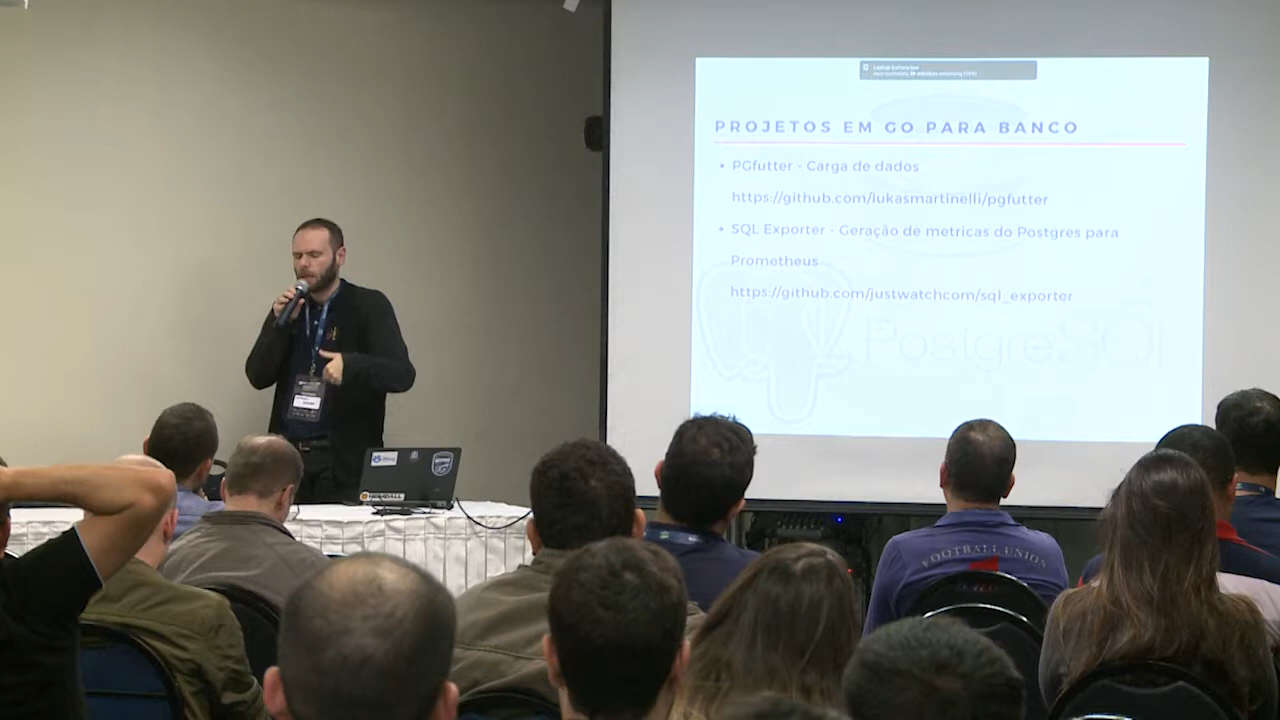 PROJETOS EM GO PARA BANCO
• PGfutter - Carga de dados
https://github.com/lukasmartinelli/pgfutter
• SQL Exporter - Geração de metricas do Postgres para
Prometheus
https://github.com/justwatchcom/sql_exporter
PostgreSQL
FOOTBALL UNION